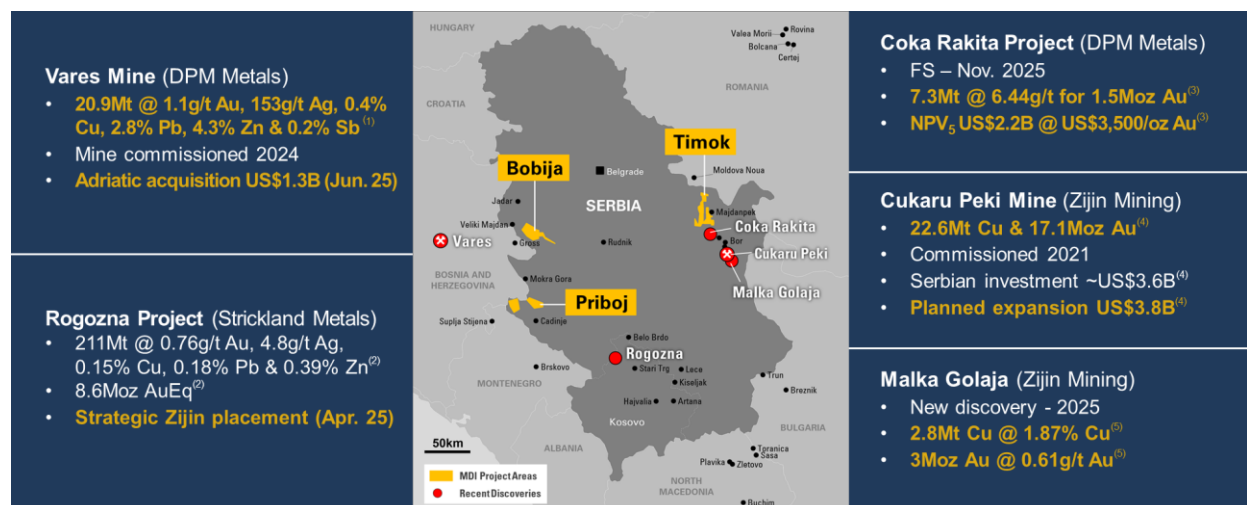 Vares Mine (DPM Metals)
• 20.9Mt @ 1.1g/t Au, 153g/t Ag, 0.4%
Cu, 2.8% Pb, 4.3% Zn & 0.2% Sb(1)
• Mine commissioned 2024
• Adriatic acquisition US$1.3B (Jun. 25)
Rogozna Project (Strickland Metals)
• 211Mt @ 0.76g/t Au, 4.8g/t Ag,
0.15% Cu, 0.18% Pb & 0.39% Zn(2)
• 8.6Moz AuEq(2)
• Strategic Zijin placement (Apr. 25)
HUNGARY
Rovina
Valea Morii
Bolcana
Certej
CROATIA
ROMANIA
Timok
Bobija
Belgrade
Moldova Noua
Jadar
SERBIA
Majdanpek
Veliki Majdan
Coka Rakita
Vares
Gross
Rudnik
Bor
Cukaru Peki
BOSNIA AND
HERZEGOVINA
Mokra Gora
Malka Golaja
Priboj
Suplja Stijena
Cadinje
Belo Brdo
Rogozna
Brskovo
Stari Trg
Lece
Trun
Kiseljak
Breznik
MONTENEGRO
Hajvalia
Artana
Kosovo
BULGARIA
50km
ALBANIA
Toranica
Sasa
Plavika
Zletovo
MDI Project Areas
Recent Discoveries
NORTH
MACEDONIA
Buchim
Coka Rakita Project (DPM Metals)
• FS – Nov. 2025
• 7.3Mt @ 6.44g/t for 1.5Moz Au(3)
• NPV5 US$2.2B @ US$3,500/oz Au(3)
Cukaru Peki Mine (Zijin Mining)
• 22.6Mt Cu & 17.1Moz Au(4)
• Commissioned 2021
• Serbian investment ~US$3.6B(4)
• Planned expansion US$3.8B(4)
Malka Golaja (Zijin Mining)
• New discovery - 2025
• 2.8Mt Cu @ 1.87% Cu(5)
• 3Moz Au @ 0.61g/t Au(5)